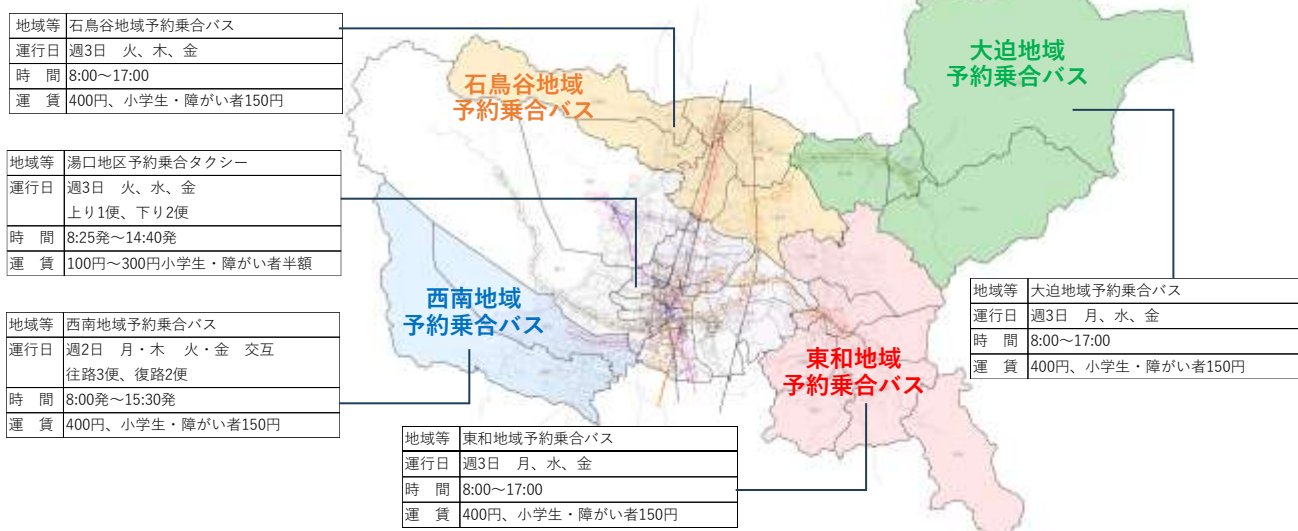 地域等 石鳥谷地域予約乗合バス
運行日 週3日 火、木、金
時 間 8:00～17:00
運 賃 400円、小学生・障がい者150円
地域等 湯口地区予約乗合タクシー
運行日 週3日 火、水、金
上り1便、下り2便
時 間 8:25発～14:40発
運 賃 100円～300円小学生・障がい者半額
地域等 西南地域予約乗合バス
運行日 週2日 月・木 火・金 交互
往路3便、復路2便
時 間 8:00発～15:30発
運 賃 400円、小学生・障がい者150円
石鳥谷地域
予約乗合バス
大迫地域
予約乗合バス
西南地域
予約乗合バス
東和地域
予約乗合バス
地域等 大迫地域予約乗合バス
運行日 週3日 月、水、金
時 間 8:00～17:00
運 賃 400円、小学生・障がい者150円
地域等 東和地域予約乗合バス
運行日 週3日 月、水、金
時 間 8:00～17:00
運 賃 400円、小学生・障がい者150円